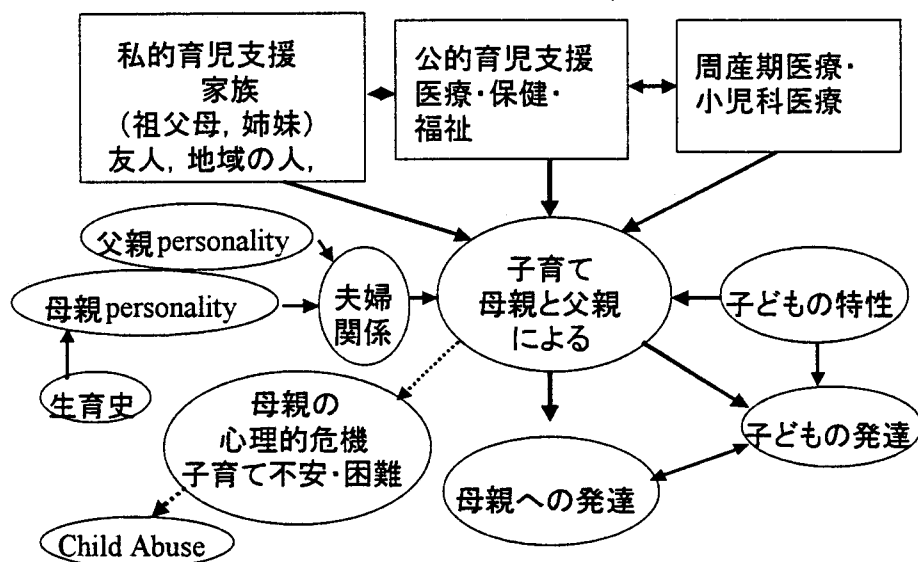 私的育児支援
家族
(祖父母, 姉妹)
友人, 地域の人,
公的育児支援
医療・保健・
福祉
周産期医療・
小児科医療
父親personality
母親personality
生育史
夫婦
関係
子育て
母親と父親
による
子どもの特性
子どもの発達
母親への発達
母親の
心理的危機
子育て不安・困難
Child Abuse